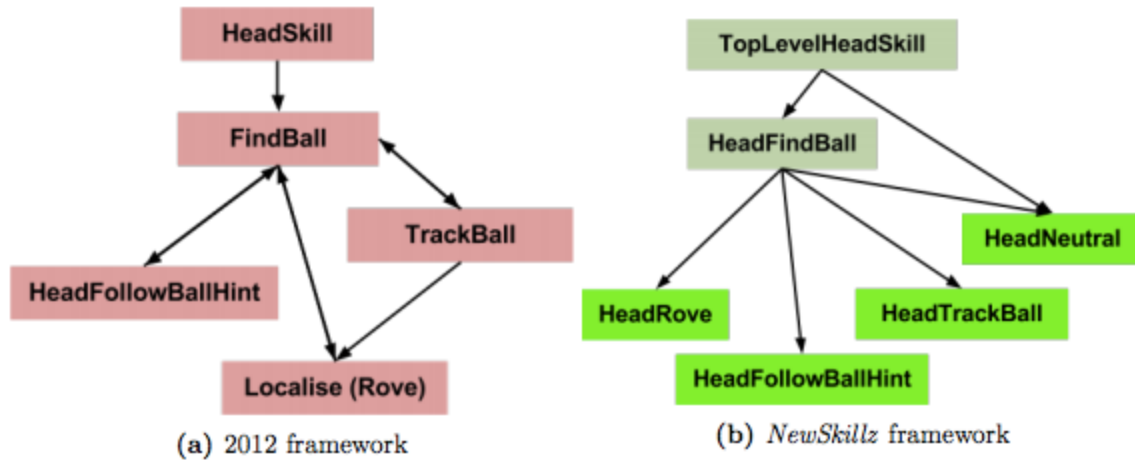 HeadSkill
FindBall
TrackBall
HeadFollowBallHint
Localise (Rove)
(a) 2012 framework
TopLevelHeadSkill
HeadFindBall
HeadNeutral
HeadRove
HeadTrackBall
HeadFollowBallHint
(b) NewSkillz framework